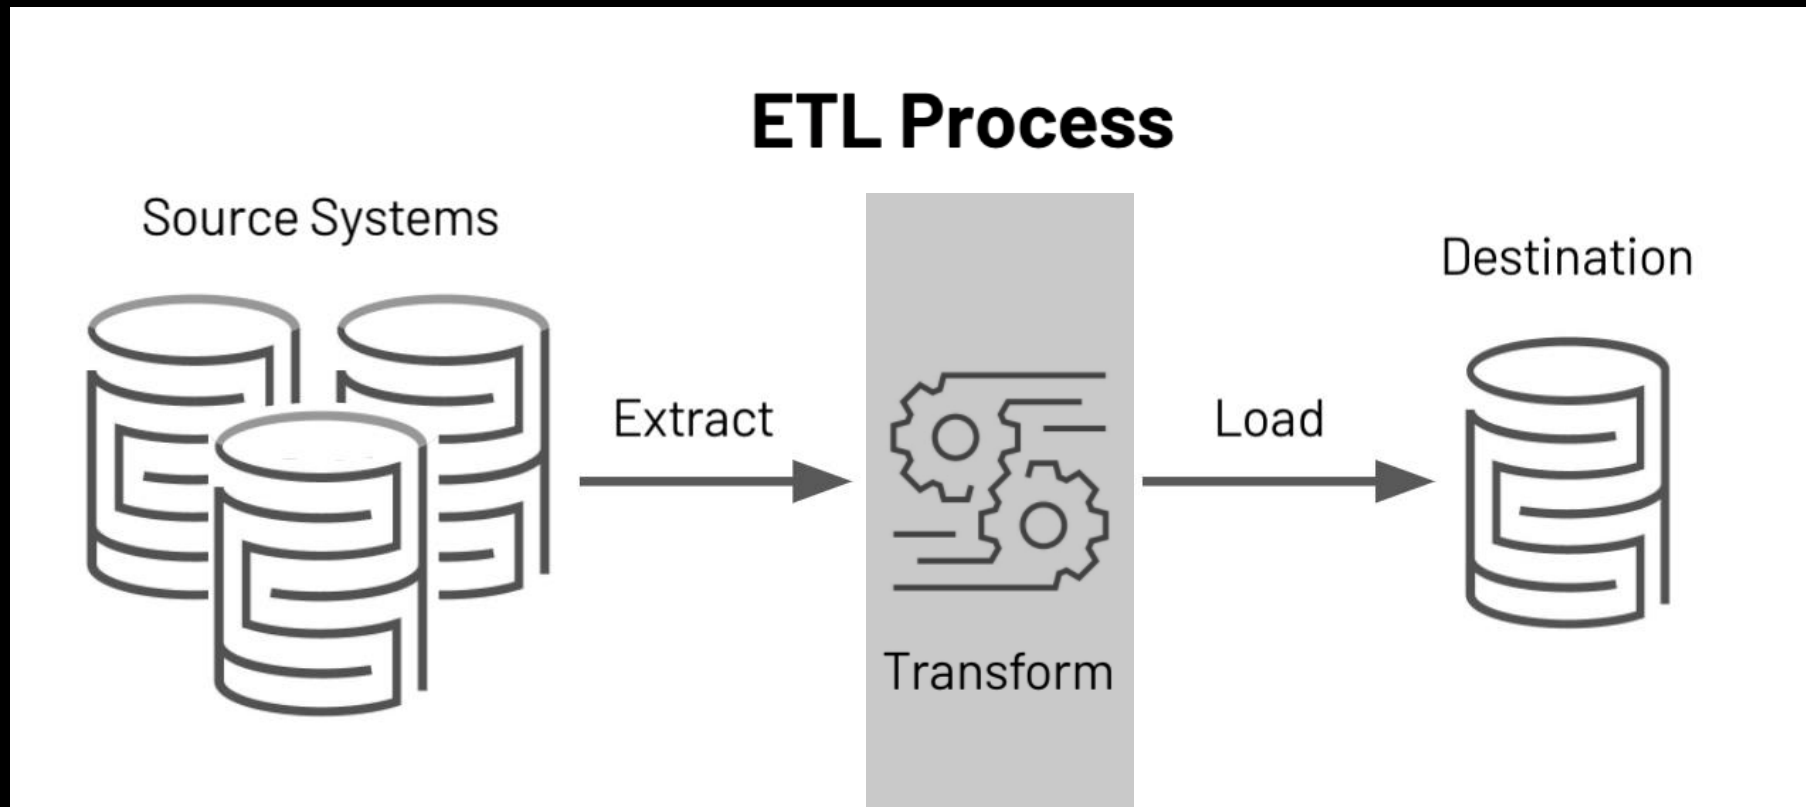 ETL Process
Source Systems
Destination
Extract
Load
Transform